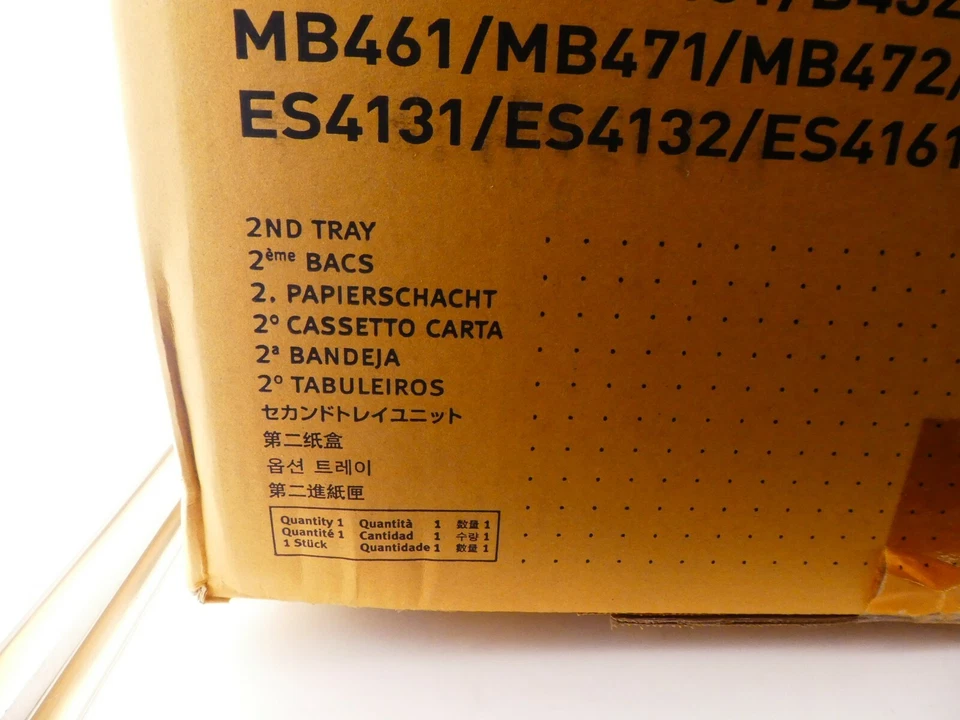 MB461/MB471/MB472/
ES4131/ES4132/ES4161
2ND TRAY
2ème BACS
2. PAPIERSCHACHT
2º CASSETTO CARTA
2ª BANDEJA
2º TABULEIROS
セカンドトレイユニット
第二纸盒
옵션 트레이
第二進紙匣
Quantity 1 Quantità 1 数量 1
Quantité 1 Cantidad 1 수량 1
1 Stück Quantidade 1 數量 1